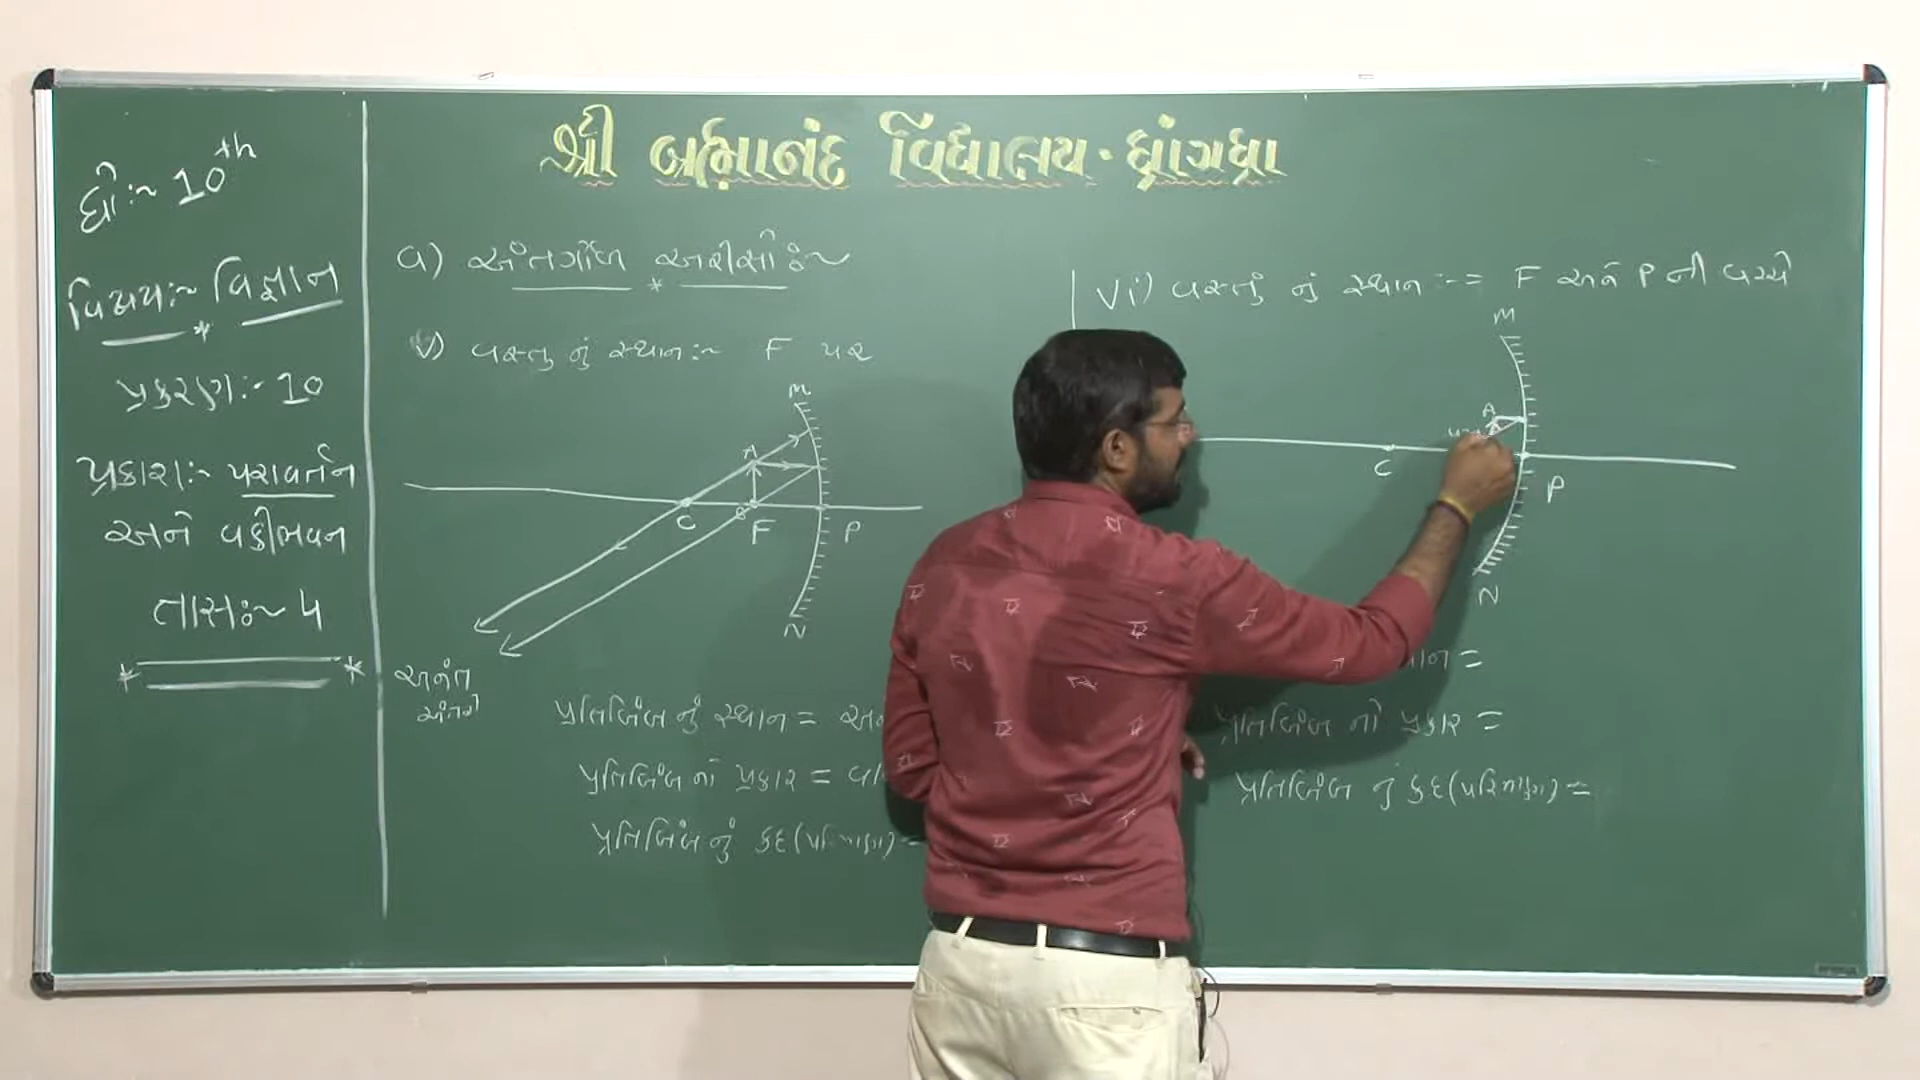 શ્રી બ્રહ્માનંદ વિદ્યાલય - ધ્રાંગધ્રા
ધો:~ 10th
વિષય:~ વિજ્ઞાન
પ્રકરણ:- 10
પ્રકાશ:- પરાવર્તન
અને વક્રીભવન
તાસ:~ 4
a) અંતર્ગોળ અરીસો:~
v) વસ્તુ નું સ્થાન:~ F પર
M
A
C
B
F
P
N
અનંત
અંતરે
પ્રતિબિંબ નું સ્થાન = અનં
પ્રતિબિંબ નો પ્રકાર = વા
પ્રતિબિંબ નું કદ (પરિમાણ) =
vi) વસ્તું નું સ્થાન :- = F અને P ની વચ્ચે
M
A
C
P
N
=
પ્રતિબિંબ નો પ્રકાર =
પ્રતિબિંબ નું કદ (પરિમાણ) =